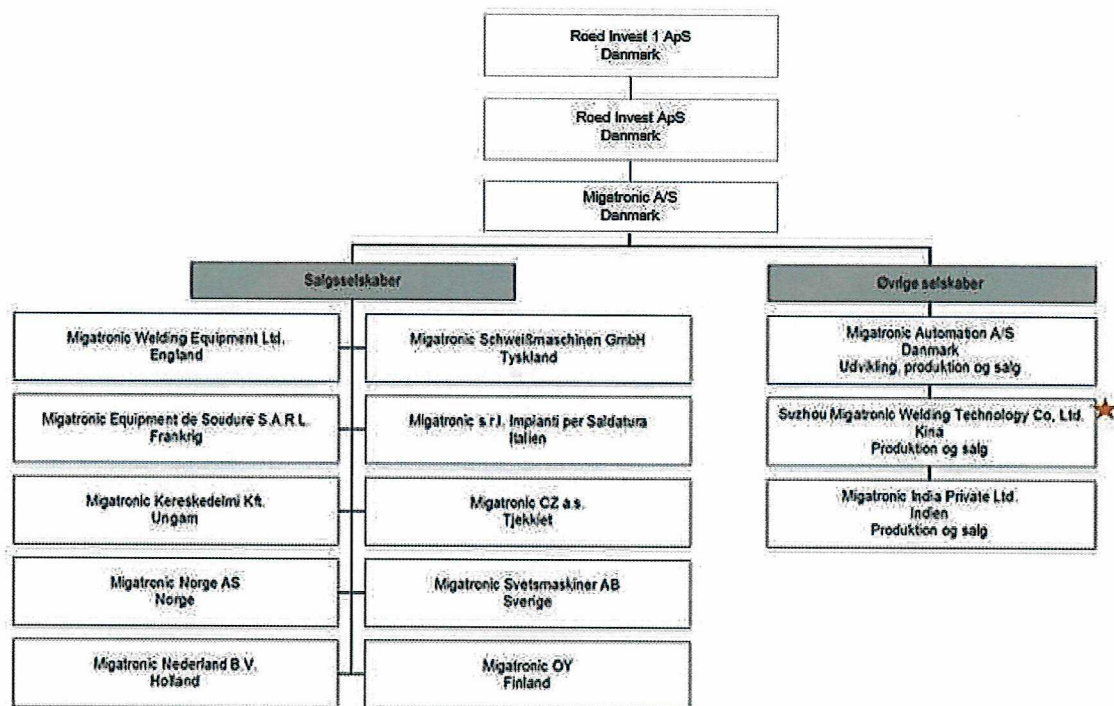 Roed Invest 1 ApS
Danmark
Roed Invest ApS
Danmark
Migatronic A/S
Danmark
Salgsselskaber
Migatronic Welding Equipment Ltd.
England
Migatronic Schweißmaschinen GmbH
Tyskland
Migatronic Equipment de Soudure S.A.R.L.
Frankrig
Migatronic s.r.l. Impianti per Saldatura
Italien
Migatronic Kereskedelmi Kft.
Ungarn
Migatronic CZ a.s.
Tjekkiet
Migatronic Norge AS
Norge
Migatronic Svetsmaskiner AB
Sverige
Migatronic Nederland B.V.
Holland
Migatronic OY
Finland
Øvrige selskaber
Migatronic Automation A/S
Danmark
Udvikling, produktion og salg
Suzhou Migatronic Welding Technology Co. Ltd.
Kina
Produktion og salg
Migatronic India Private Ltd.
Indien
Produktion og salg